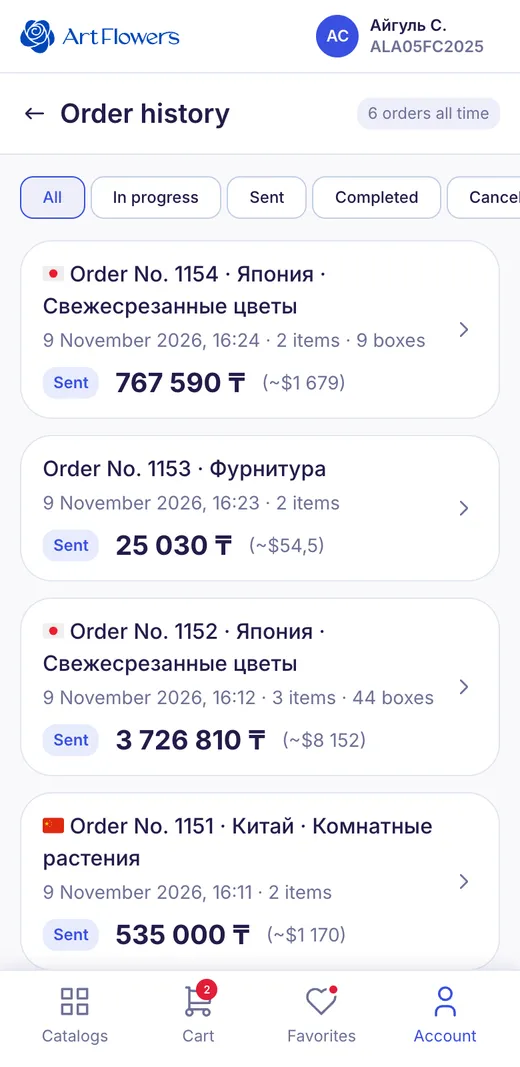 ArtFlowers
АС
Айгуль С.
ALA05FC2025
← Order history
6 orders all time
All
In progress
Sent
Completed
Cancel
Order No. 1154 · Япония ·
Свежесрезанные цветы
9 November 2026, 16:24 · 2 items · 9 boxes
Sent 767 590 ₸ (~$1 679)
Order No. 1153 · Фурнитура
9 November 2026, 16:23 · 2 items
Sent 25 030 ₸ (~$54,5)
Order No. 1152 · Япония ·
Свежесрезанные цветы
9 November 2026, 16:12 · 3 items · 44 boxes
Sent 3 726 810 ₸ (~$8 152)
Order No. 1151 · Китай · Комнатные
растения
9 November 2026, 16:11 · 2 items
Sent 535 000 ₸ (~$1 170)
2
Catalogs
Cart
Favorites
Account